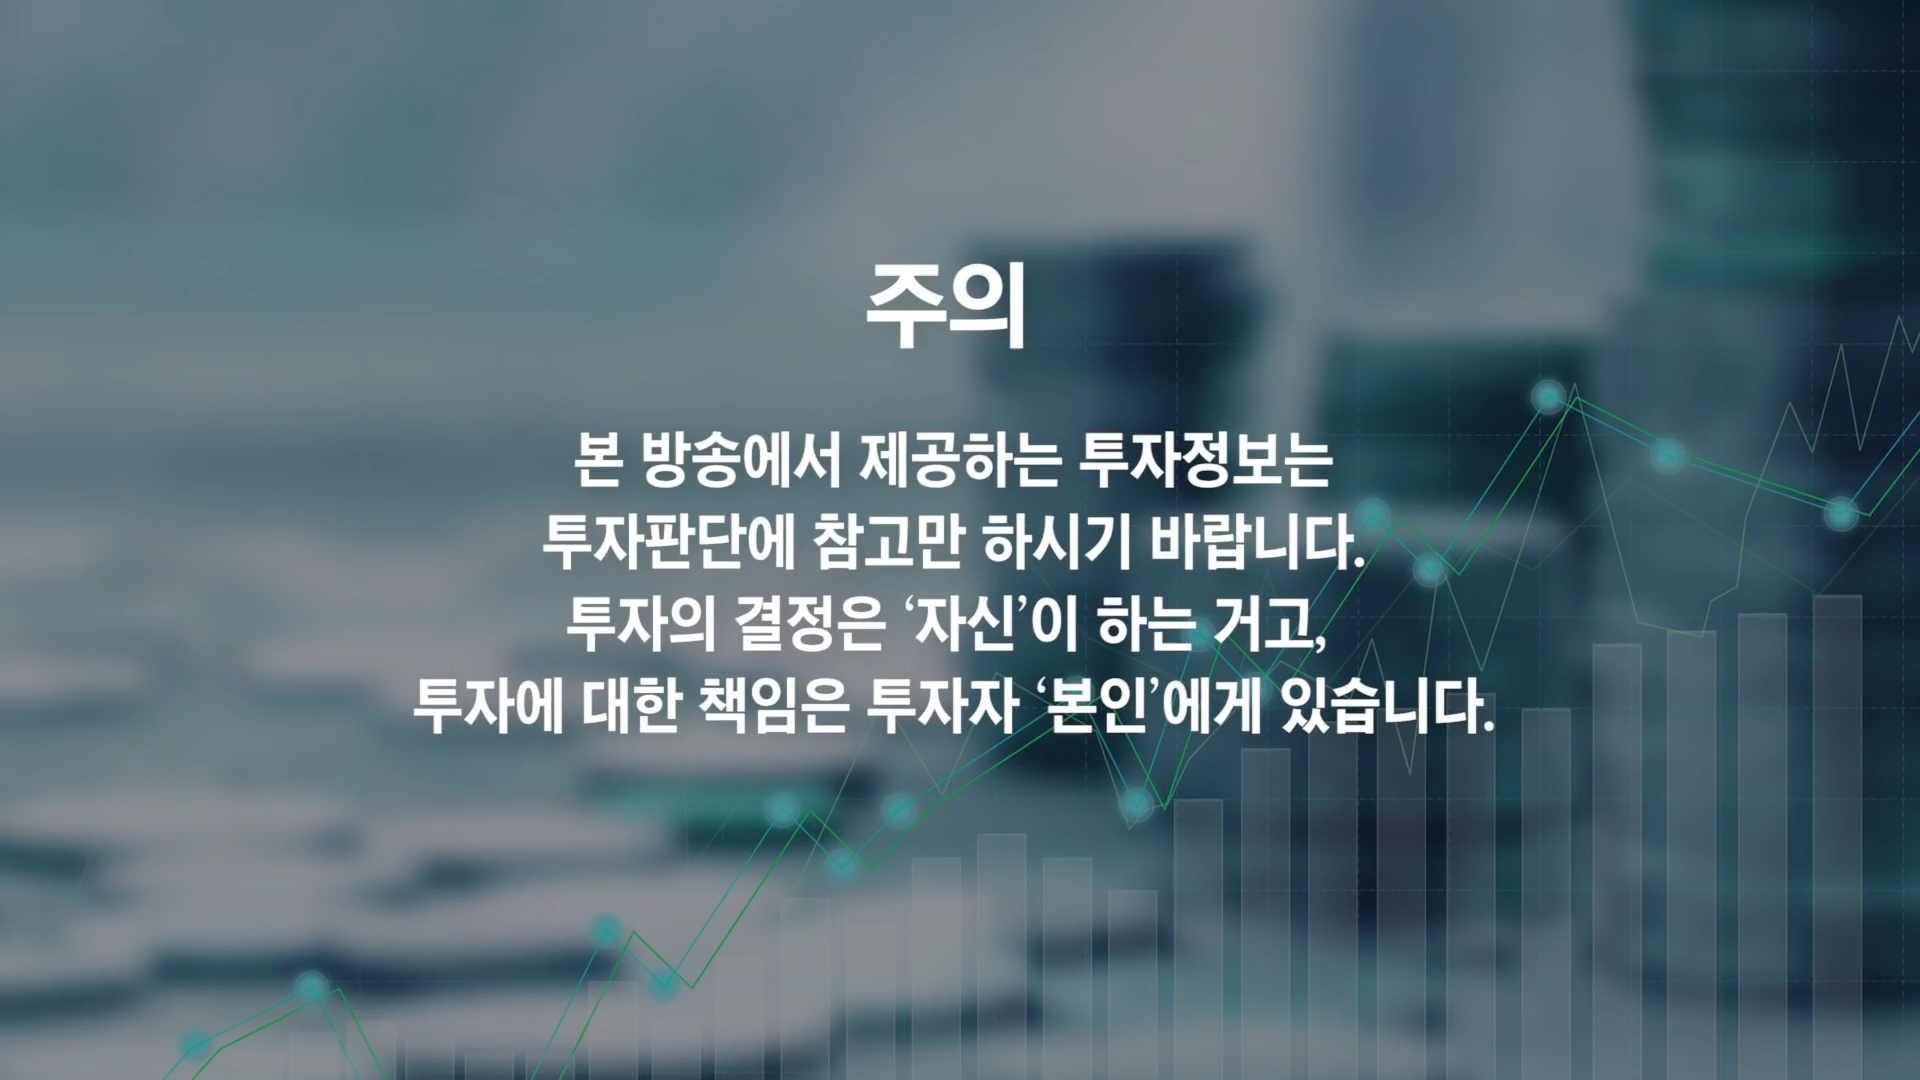 주의
본 방송에서 제공하는 투자정보는
투자판단에 참고만 하시기 바랍니다.
투자의 결정은 ‘자신’이 하는 거고,
투자에 대한 책임은 투자자 ‘본인’에게 있습니다.